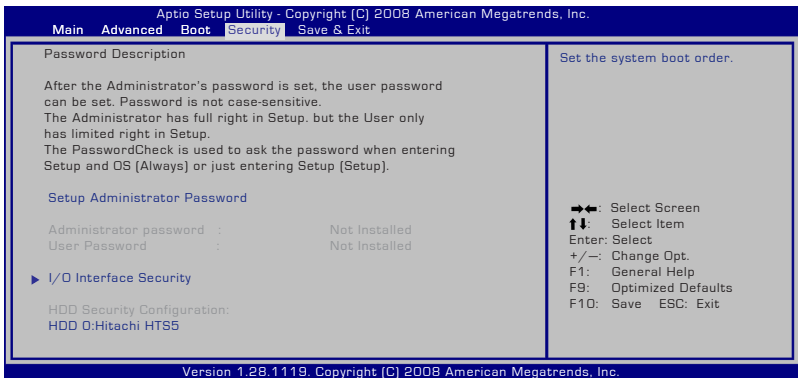 Aptio Setup Utility - Copyright (C) 2008 American Megatrends, Inc.
Main Advanced Boot Security Save & Exit
Password Description
After the Administrator's password is set, the user password
can be set. Password is not case-sensitive.
The Administrator has full right in Setup. but the User only
has limited right in Setup.
The PasswordCheck is used to ask the password when entering
Setup and OS (Always) or just entering Setup (Setup).
Setup Administrator Password
Administrator password : Not Installed
User Password : Not Installed
I/O Interface Security
HDD Security Configuration:
HDD 0:Hitachi HTS5
Set the system boot order.
→←: Select Screen
↑↓: Select Item
Enter: Select
+/—: Change Opt.
F1: General Help
F9: Optimized Defaults
F10: Save ESC: Exit
Version 1.28.1119. Copyright (C) 2008 American Megatrends, Inc.